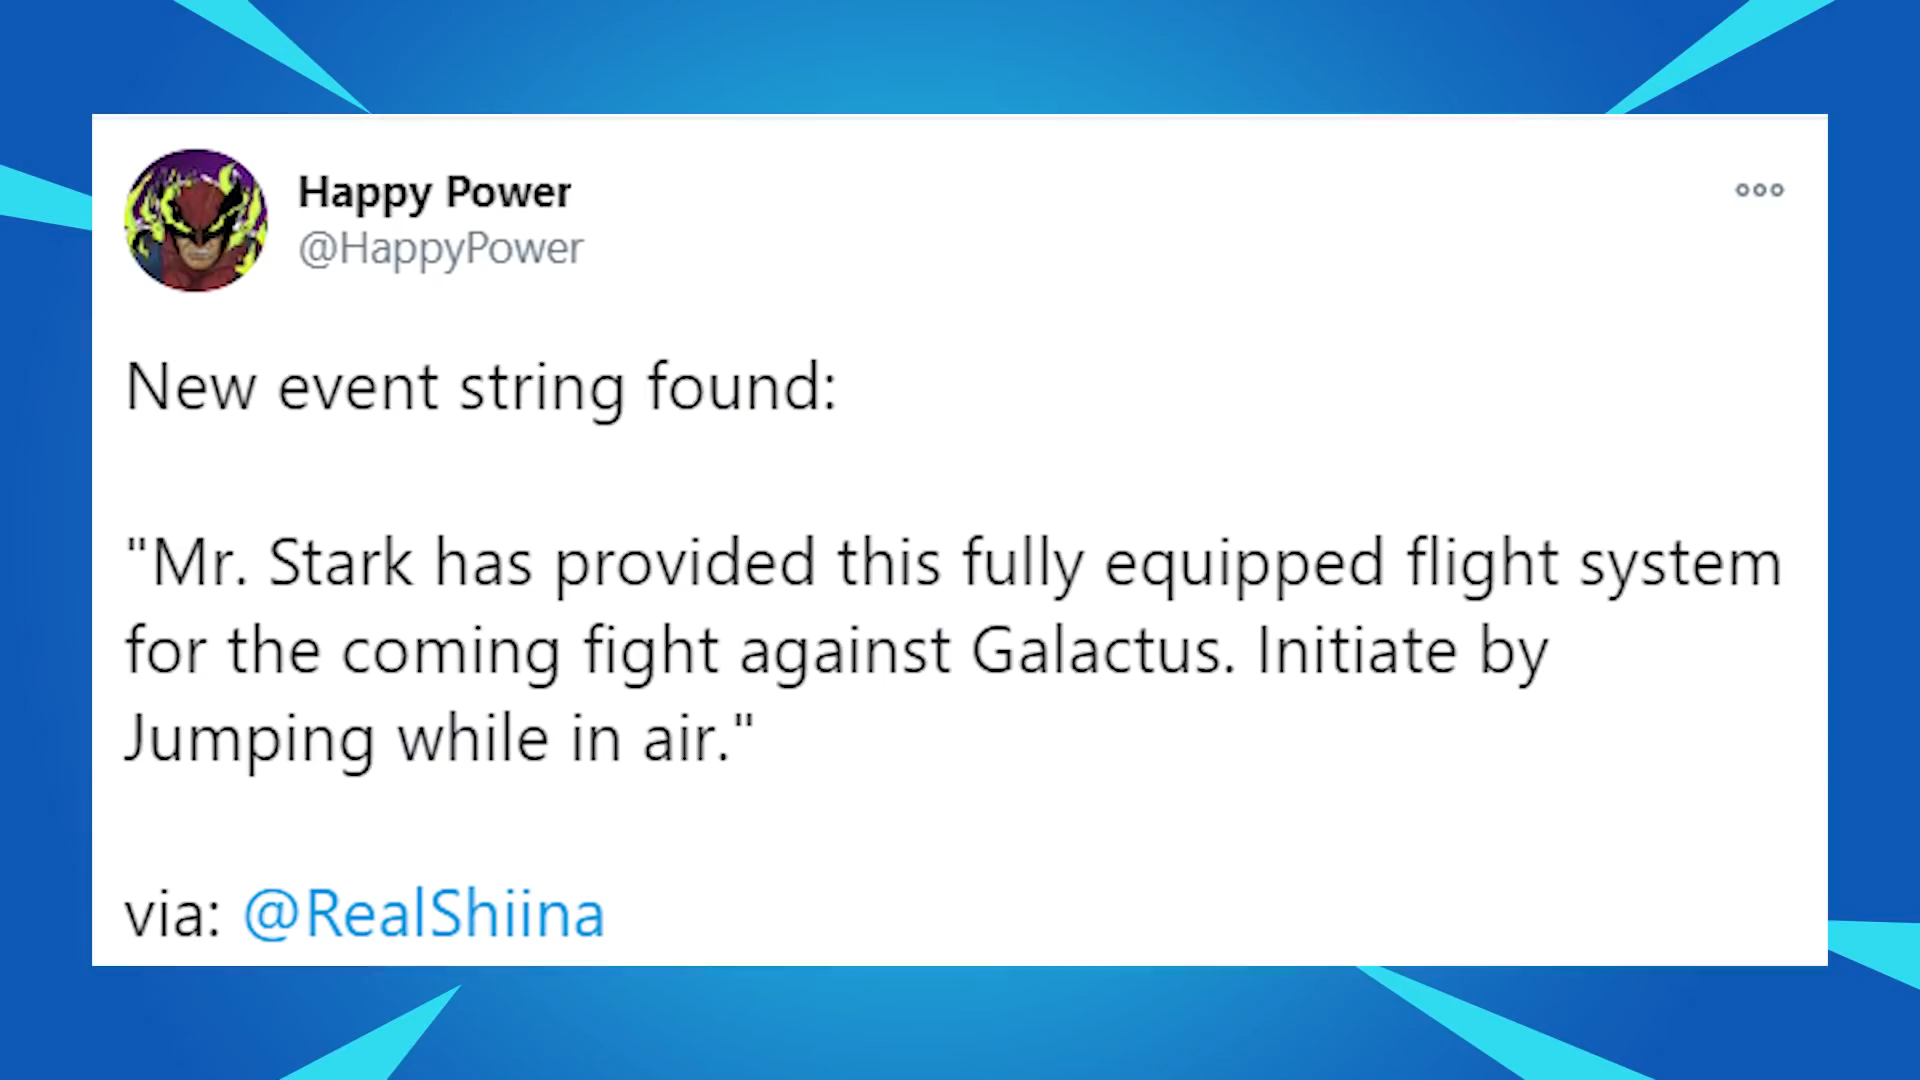 Happy Power
@HappyPower
New event string found:
"Mr. Stark has provided this fully equipped flight system
for the coming fight against Galactus. Initiate by
Jumping while in air."
via: @RealShiina